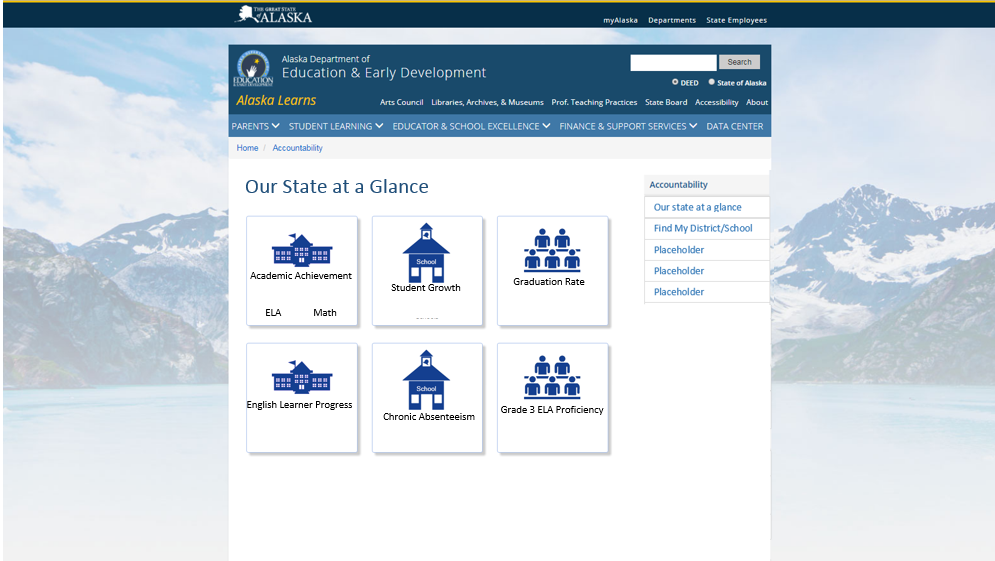 THE GREAT STATE
of ALASKA
myAlaska Departments State Employees
Alaska Department of
Education & Early Development
EDUCATION
& EARLY DEVELOPMENT
Search
DEED State of Alaska
Alaska Learns
Arts Council Libraries, Archives, & Museums Prof. Teaching Practices State Board Accessibility About
PARENTS STUDENT LEARNING EDUCATOR & SCHOOL EXCELLENCE FINANCE & SUPPORT SERVICES DATA CENTER
Home / Accountability
Our State at a Glance
Academic Achievement
ELA Math
School
Student Growth
Graduation Rate
English Learner Progress
School
Chronic Absenteeism
Grade 3 ELA Proficiency
Accountability
Our state at a glance
Find My District/School
Placeholder
Placeholder
Placeholder